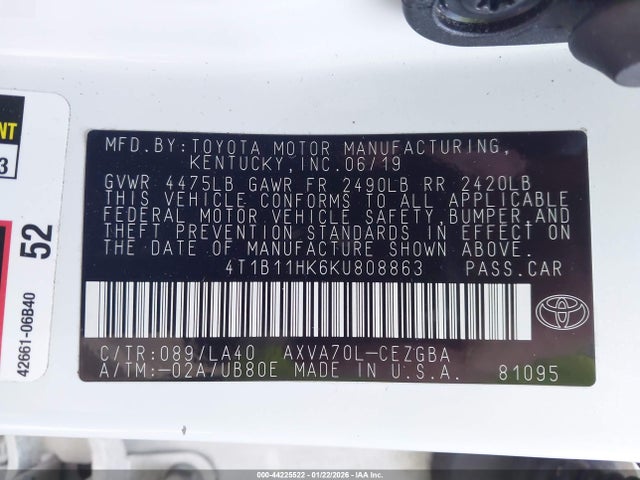 NT
3
52
42661-06B40
MFD.BY:TOYOTA MOTOR MANUFACTURING,
KENTUCKY,INC.06/19
GVWR 4475LB GAWR FR 2490LB RR 2420LB
THIS VEHICLE CONFORMS TO ALL APPLICABLE
FEDERAL MOTOR VEHICLE SAFETY,BUMPER,AND
THEFT PREVENTION STANDARDS IN EFFECT ON
THE DATE OF MANUFACTURE SHOWN ABOVE.
4T1B11HK6KU808863 PASS.CAR
C/TR:089/LA40 AXVA70L-CEZGBA
A/TM:-02A/UB80E MADE IN U.S.A. 81095
000-44225522 - 01/22/2026 - IAA Inc.